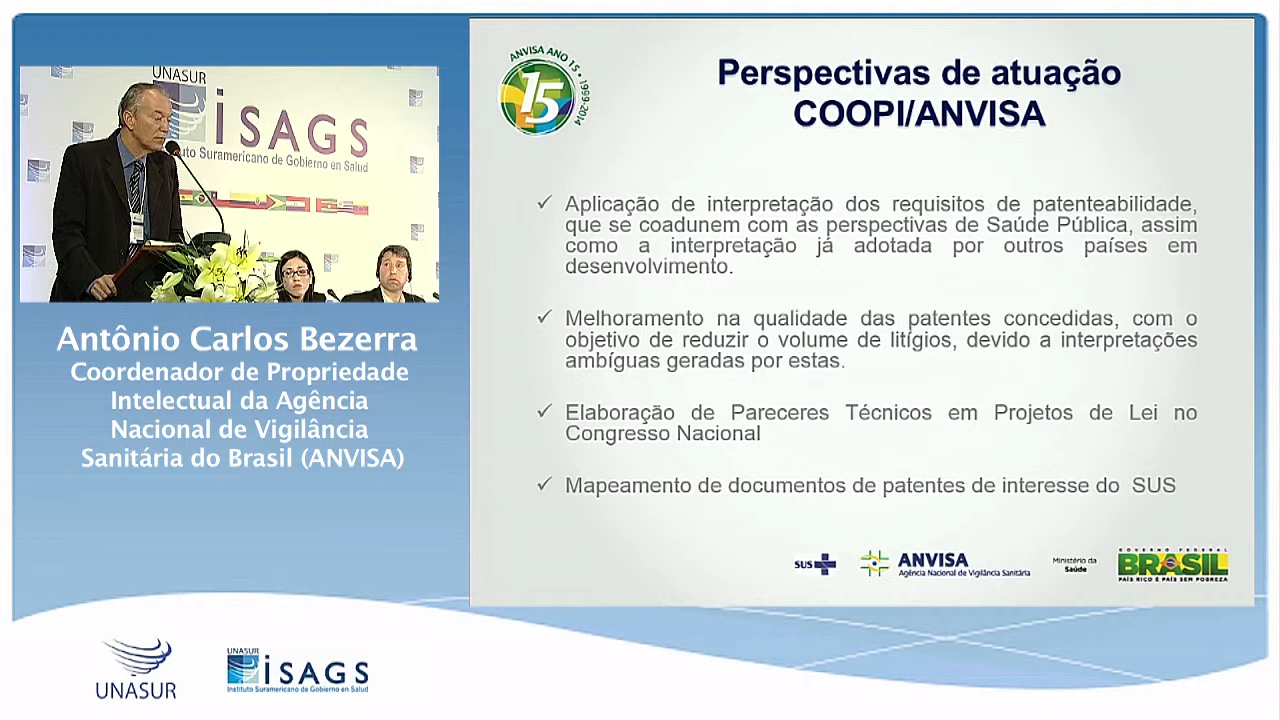 UNASUR
iSAGS
tuto Suramericano de Gobierno en Salud
Antônio Carlos Bezerra
Coordenador de Propriedade
Intelectual da Agência
Nacional de Vigilância
Sanitária do Brasil (ANVISA)
UNASUR
UNASUR
iSAGS
Instituto Suramericano de Gobierno en Salud
ANVISA ANO 15 • 1999-2014
15
Perspectivas de atuação
COOPI/ANVISA
✓ Aplicação de interpretação dos requisitos de patenteabilidade,
que se coadunem com as perspectivas de Saúde Pública, assim
como a interpretação já adotada por outros países em
desenvolvimento.
✓ Melhoramento na qualidade das patentes concedidas, com o
objetivo de reduzir o volume de litígios, devido a interpretações
ambíguas geradas por estas.
✓ Elaboração de Pareceres Técnicos em Projetos de Lei no
Congresso Nacional
✓ Mapeamento de documentos de patentes de interesse do SUS
SUS
ANVISA
Agência Nacional de Vigilância Sanitária
Ministério da
Saúde
GOVERNO FEDERAL
BRASIL
PAÍS RICO É PAÍS SEM POBREZA